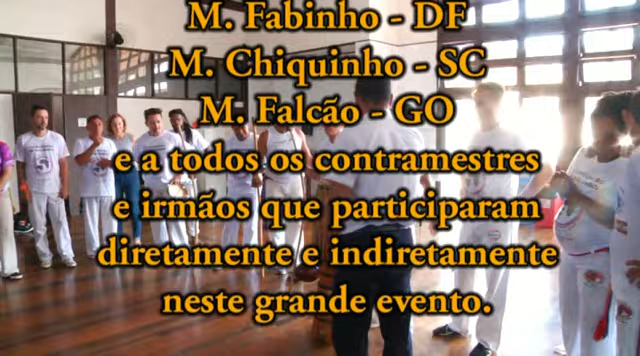 M. Fabinho - DF
M. Chiquinho - SC
M. Falcão - GO
e a todos os contramestres
e irmãos que participaram
diretamente e indiretamente
neste grande evento.